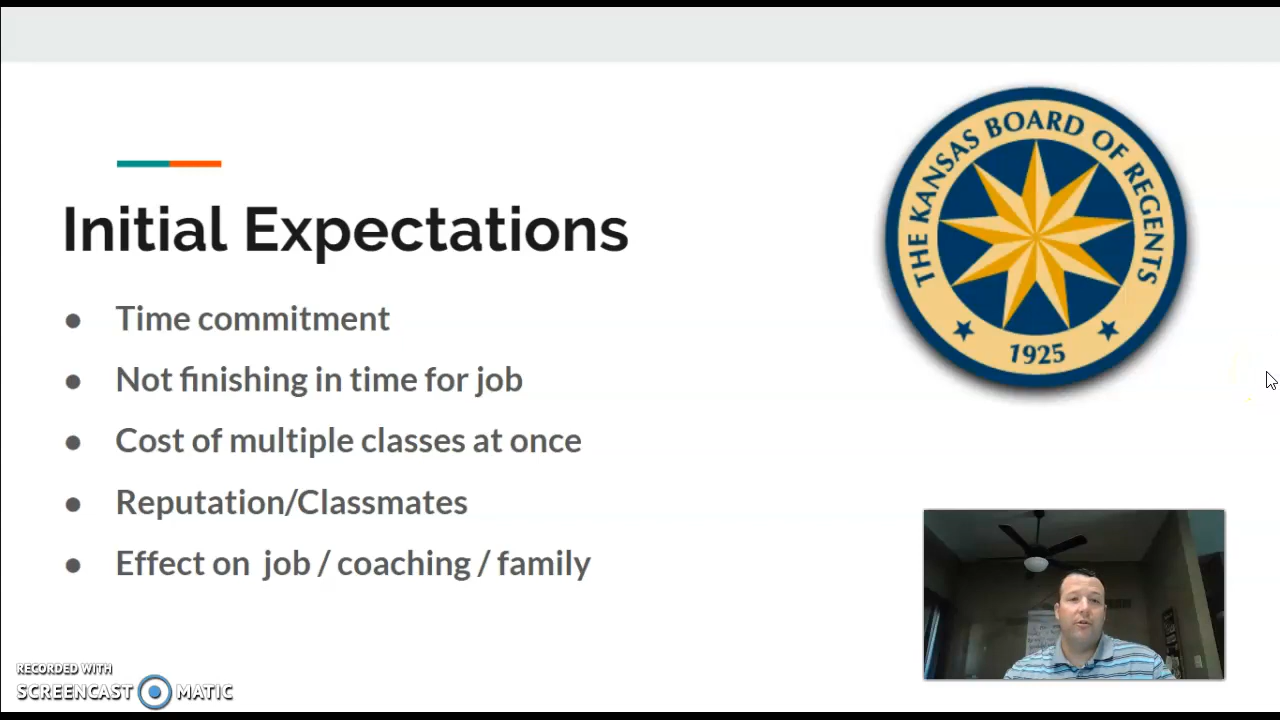 THE KANSAS BOARD OF REGENTS
1925
Initial Expectations
● Time commitment
● Not finishing in time for job
● Cost of multiple classes at once
● Reputation/Classmates
● Effect on  job / coaching / family
RECORDED WITH
SCREENCAST MATIC